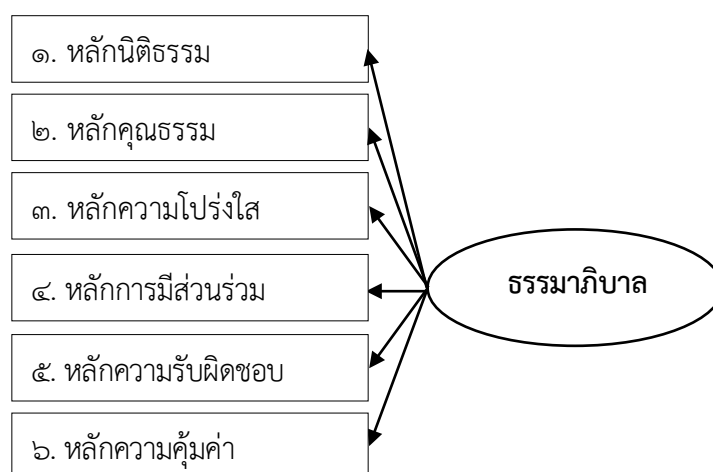 ๑. หลักนิติธรรม
๒. หลักคุณธรรม
๓. หลักความโปร่งใส
๔. หลักการมีส่วนร่วม
๕. หลักความรับผิดชอบ
๖. หลักความคุ้มค่า
ธรรมาภิบาล